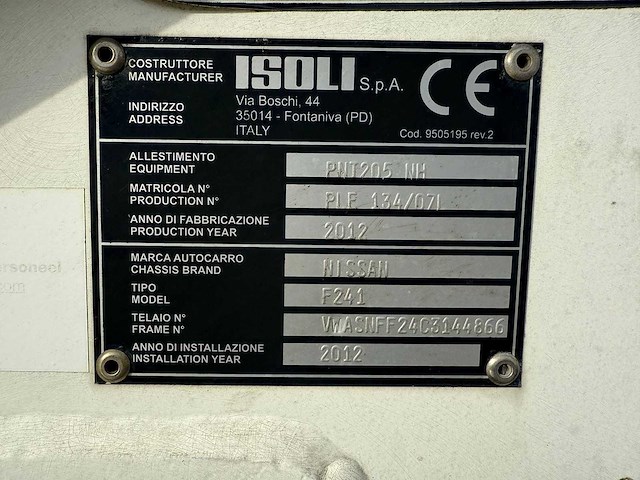 COSTRUTTORE
MANUFACTURER
ISOLI S.p.A.
CE
INDIRIZZO
ADDRESS
Via Boschi, 44
35014 - Fontaniva (PD)
ITALY
Cod. 9505195 rev.2
ALLESTIMENTO
EQUIPMENT
PNT205 NH
MATRICOLA N°
PRODUCTION N°
PLE 134/07I
ANNO DI FABBRICAZIONE
PRODUCTION YEAR
2012
MARCA AUTOCARRO
CHASSIS BRAND
NISSAN
TIPO
MODEL
F241
TELAIO N°
FRAME N°
VWASNFF24C3144866
ANNO DI INSTALLAZIONE
INSTALLATION YEAR
2012